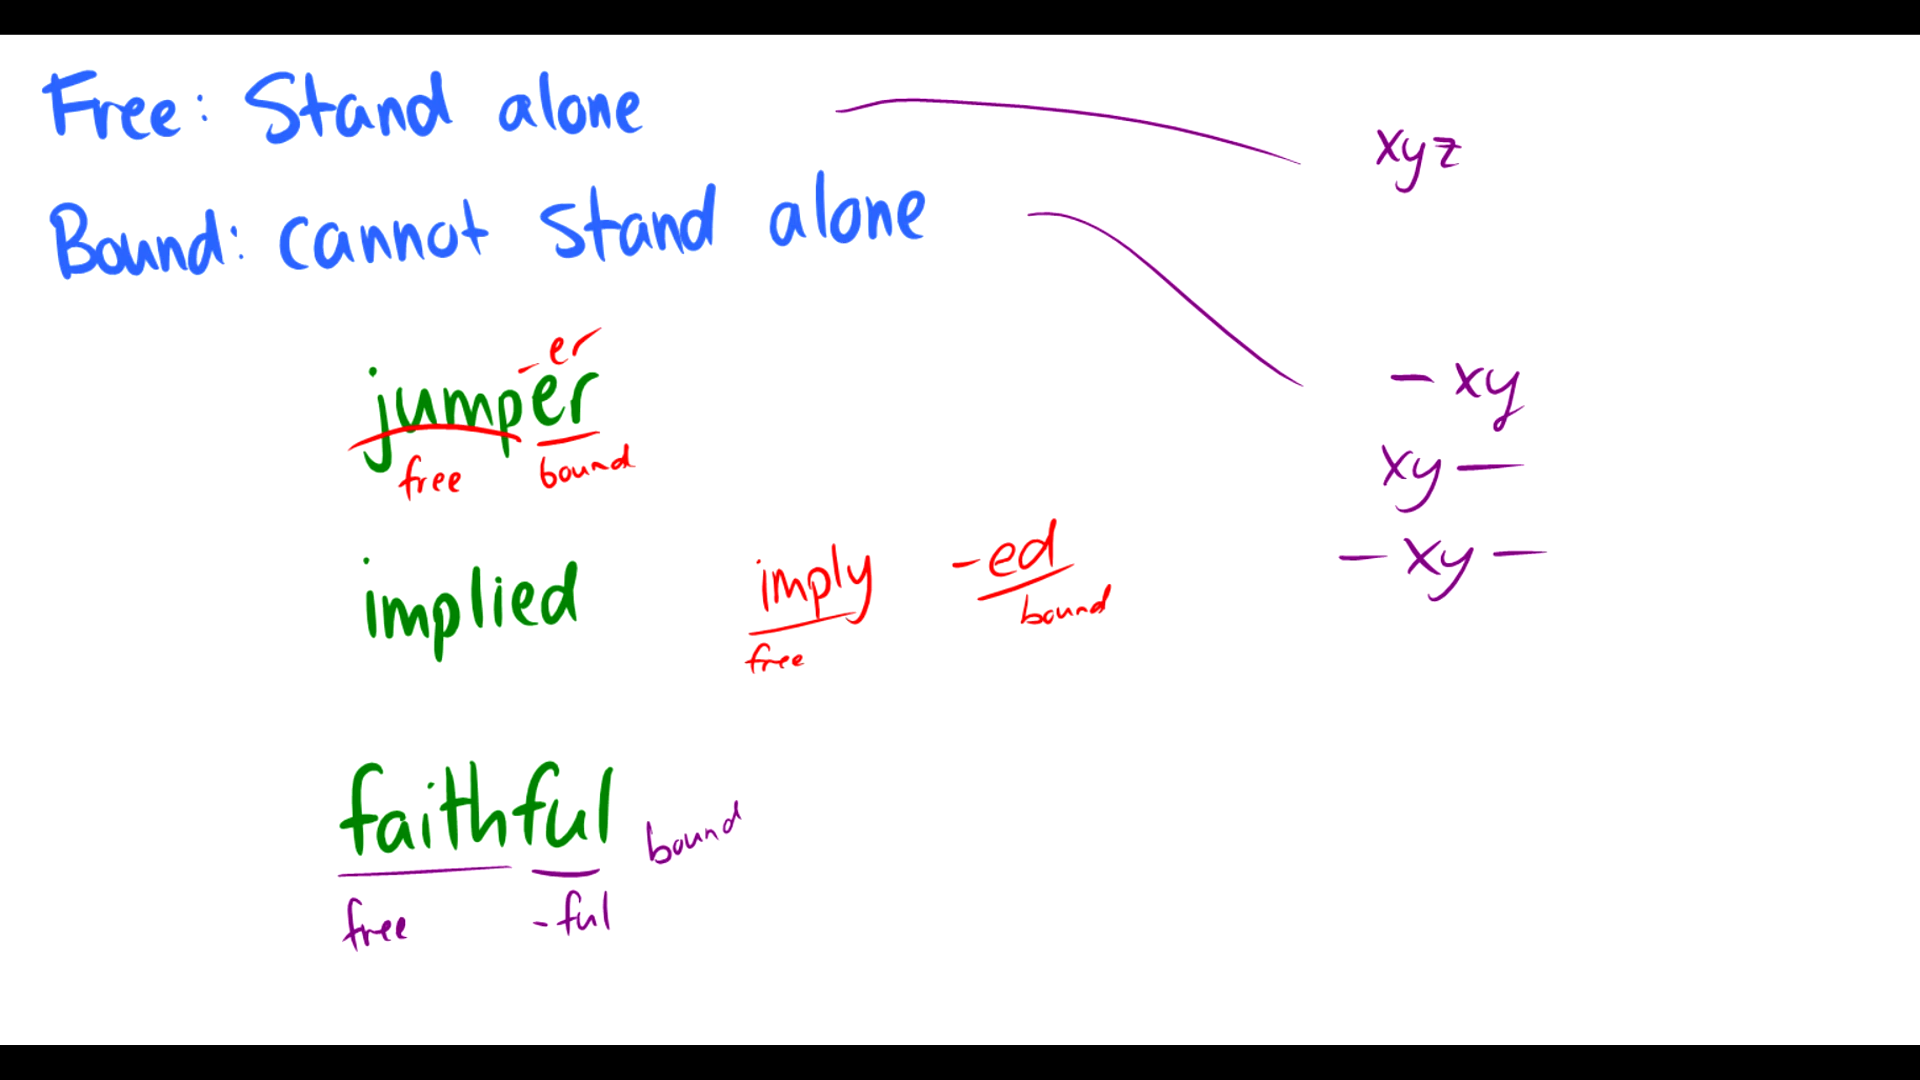 Free: Stand alone
xyz
Bound: cannot stand alone
- er
jumper
free bound
- xy
xy -
- xy -
implied imply -ed
free bound
faithful bound
free -ful